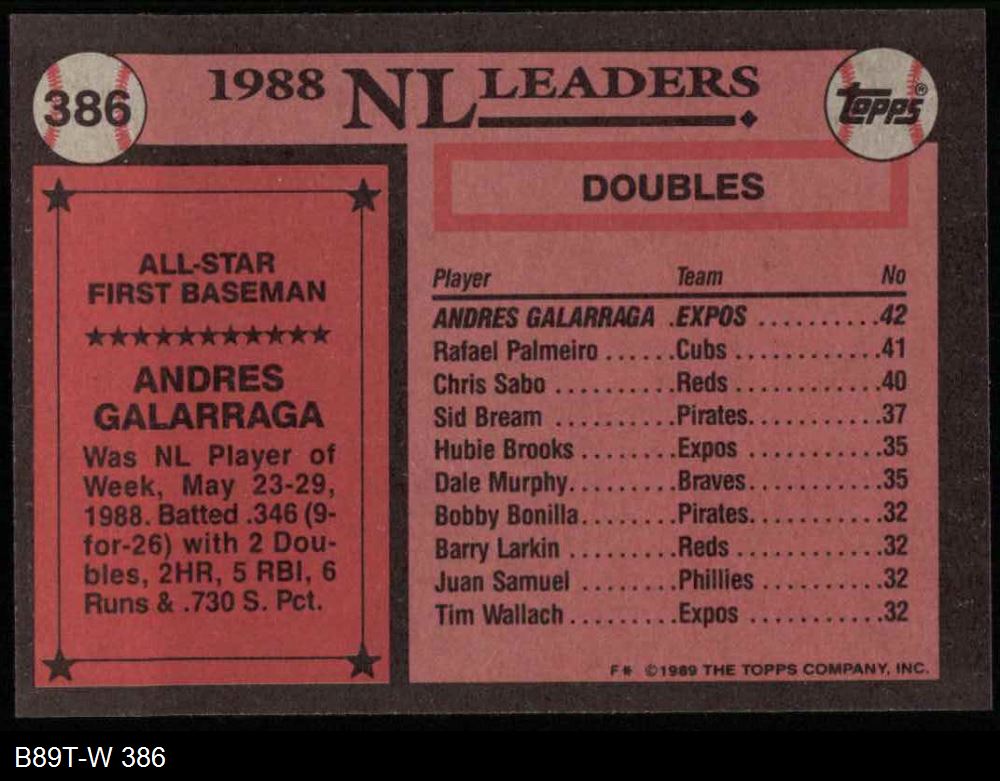 386
1988 NL LEADERS
Topps®
ALL-STAR
FIRST BASEMAN
ANDRES
GALARRAGA
Was NL Player of
Week, May 23-29,
1988. Batted .346 (9-
for-26) with 2 Dou-
bles, 2HR, 5 RBI, 6
Runs & .730 S. Pct.
DOUBLES
Player Team No
ANDRES GALARRAGA .EXPOS ..........42
Rafael Palmeiro ......Cubs ............41
Chris Sabo ..........Reds ............40
Sid Bream ...........Pirates...........37
Hubie Brooks ........Expos ...........35
Dale Murphy.........Braves...........35
Bobby Bonilla........Pirates...........32
Barry Larkin .........Reds ............32
Juan Samuel ........Phillies ..........32
Tim Wallach .........Expos ...........32
F* ©1989 THE TOPPS COMPANY, INC.
B89T-W 386